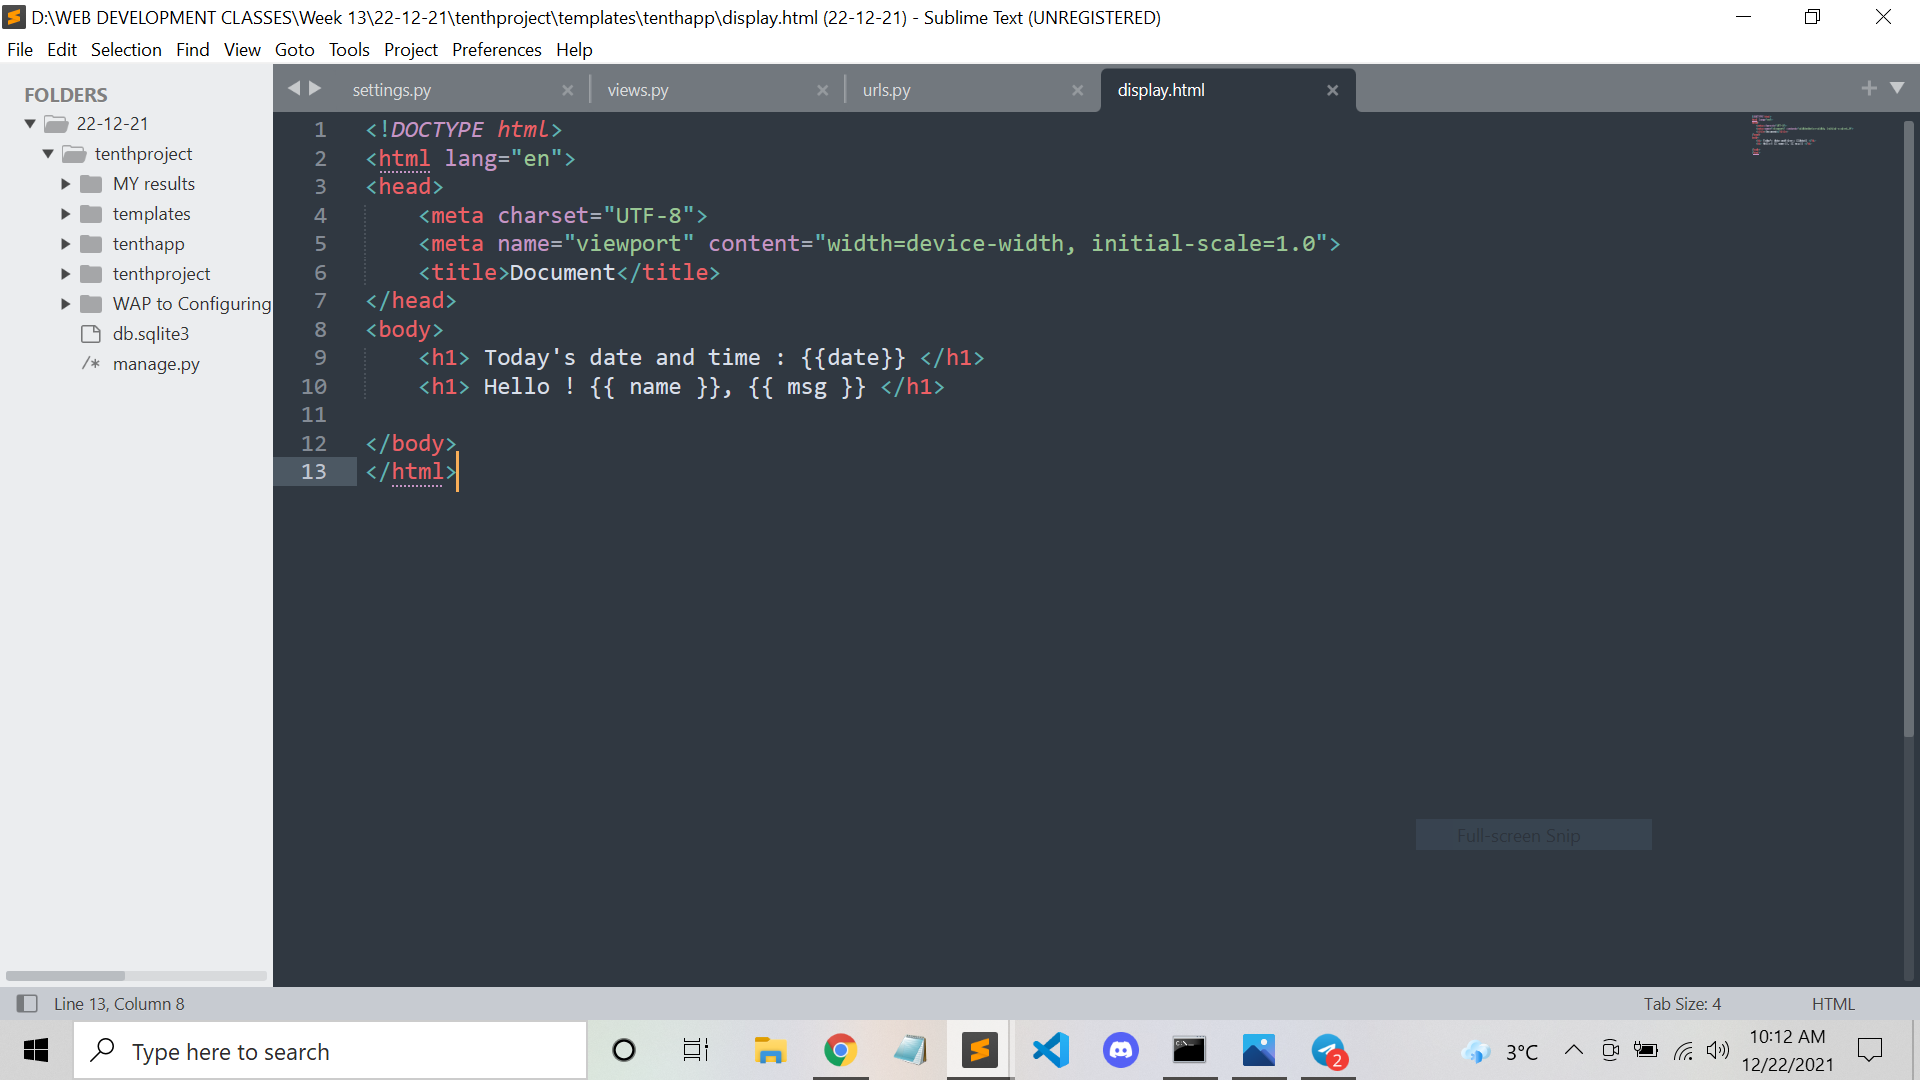 D:\WEB DEVELOPMENT CLASSES\Week 13\22-12-21\tenthproject\templates\tenthapp\display.html (22-12-21) - Sublime Text (UNREGISTERED)
File Edit Selection Find View Goto Tools Project Preferences Help
FOLDERS
22-12-21
tenthproject
MY results
templates
tenthapp
tenthproject
WAP to Configuring
db.sqlite3
/* manage.py
settings.py × views.py × urls.py × display.html ×
1 <!DOCTYPE html>
2 <html lang="en">
3 <head>
4     <meta charset="UTF-8">
5     <meta name="viewport" content="width=device-width, initial-scale=1.0">
6     <title>Document</title>
7 </head>
8 <body>
9     <h1> Today's date and time : {{date}} </h1>
10     <h1> Hello ! {{ name }}, {{ msg }} </h1>
11
12 </body>
13 </html>
Full-screen Snip
Line 13, Column 8 Tab Size: 4 HTML
Type here to search
2
3°C
10:12 AM
12/22/2021